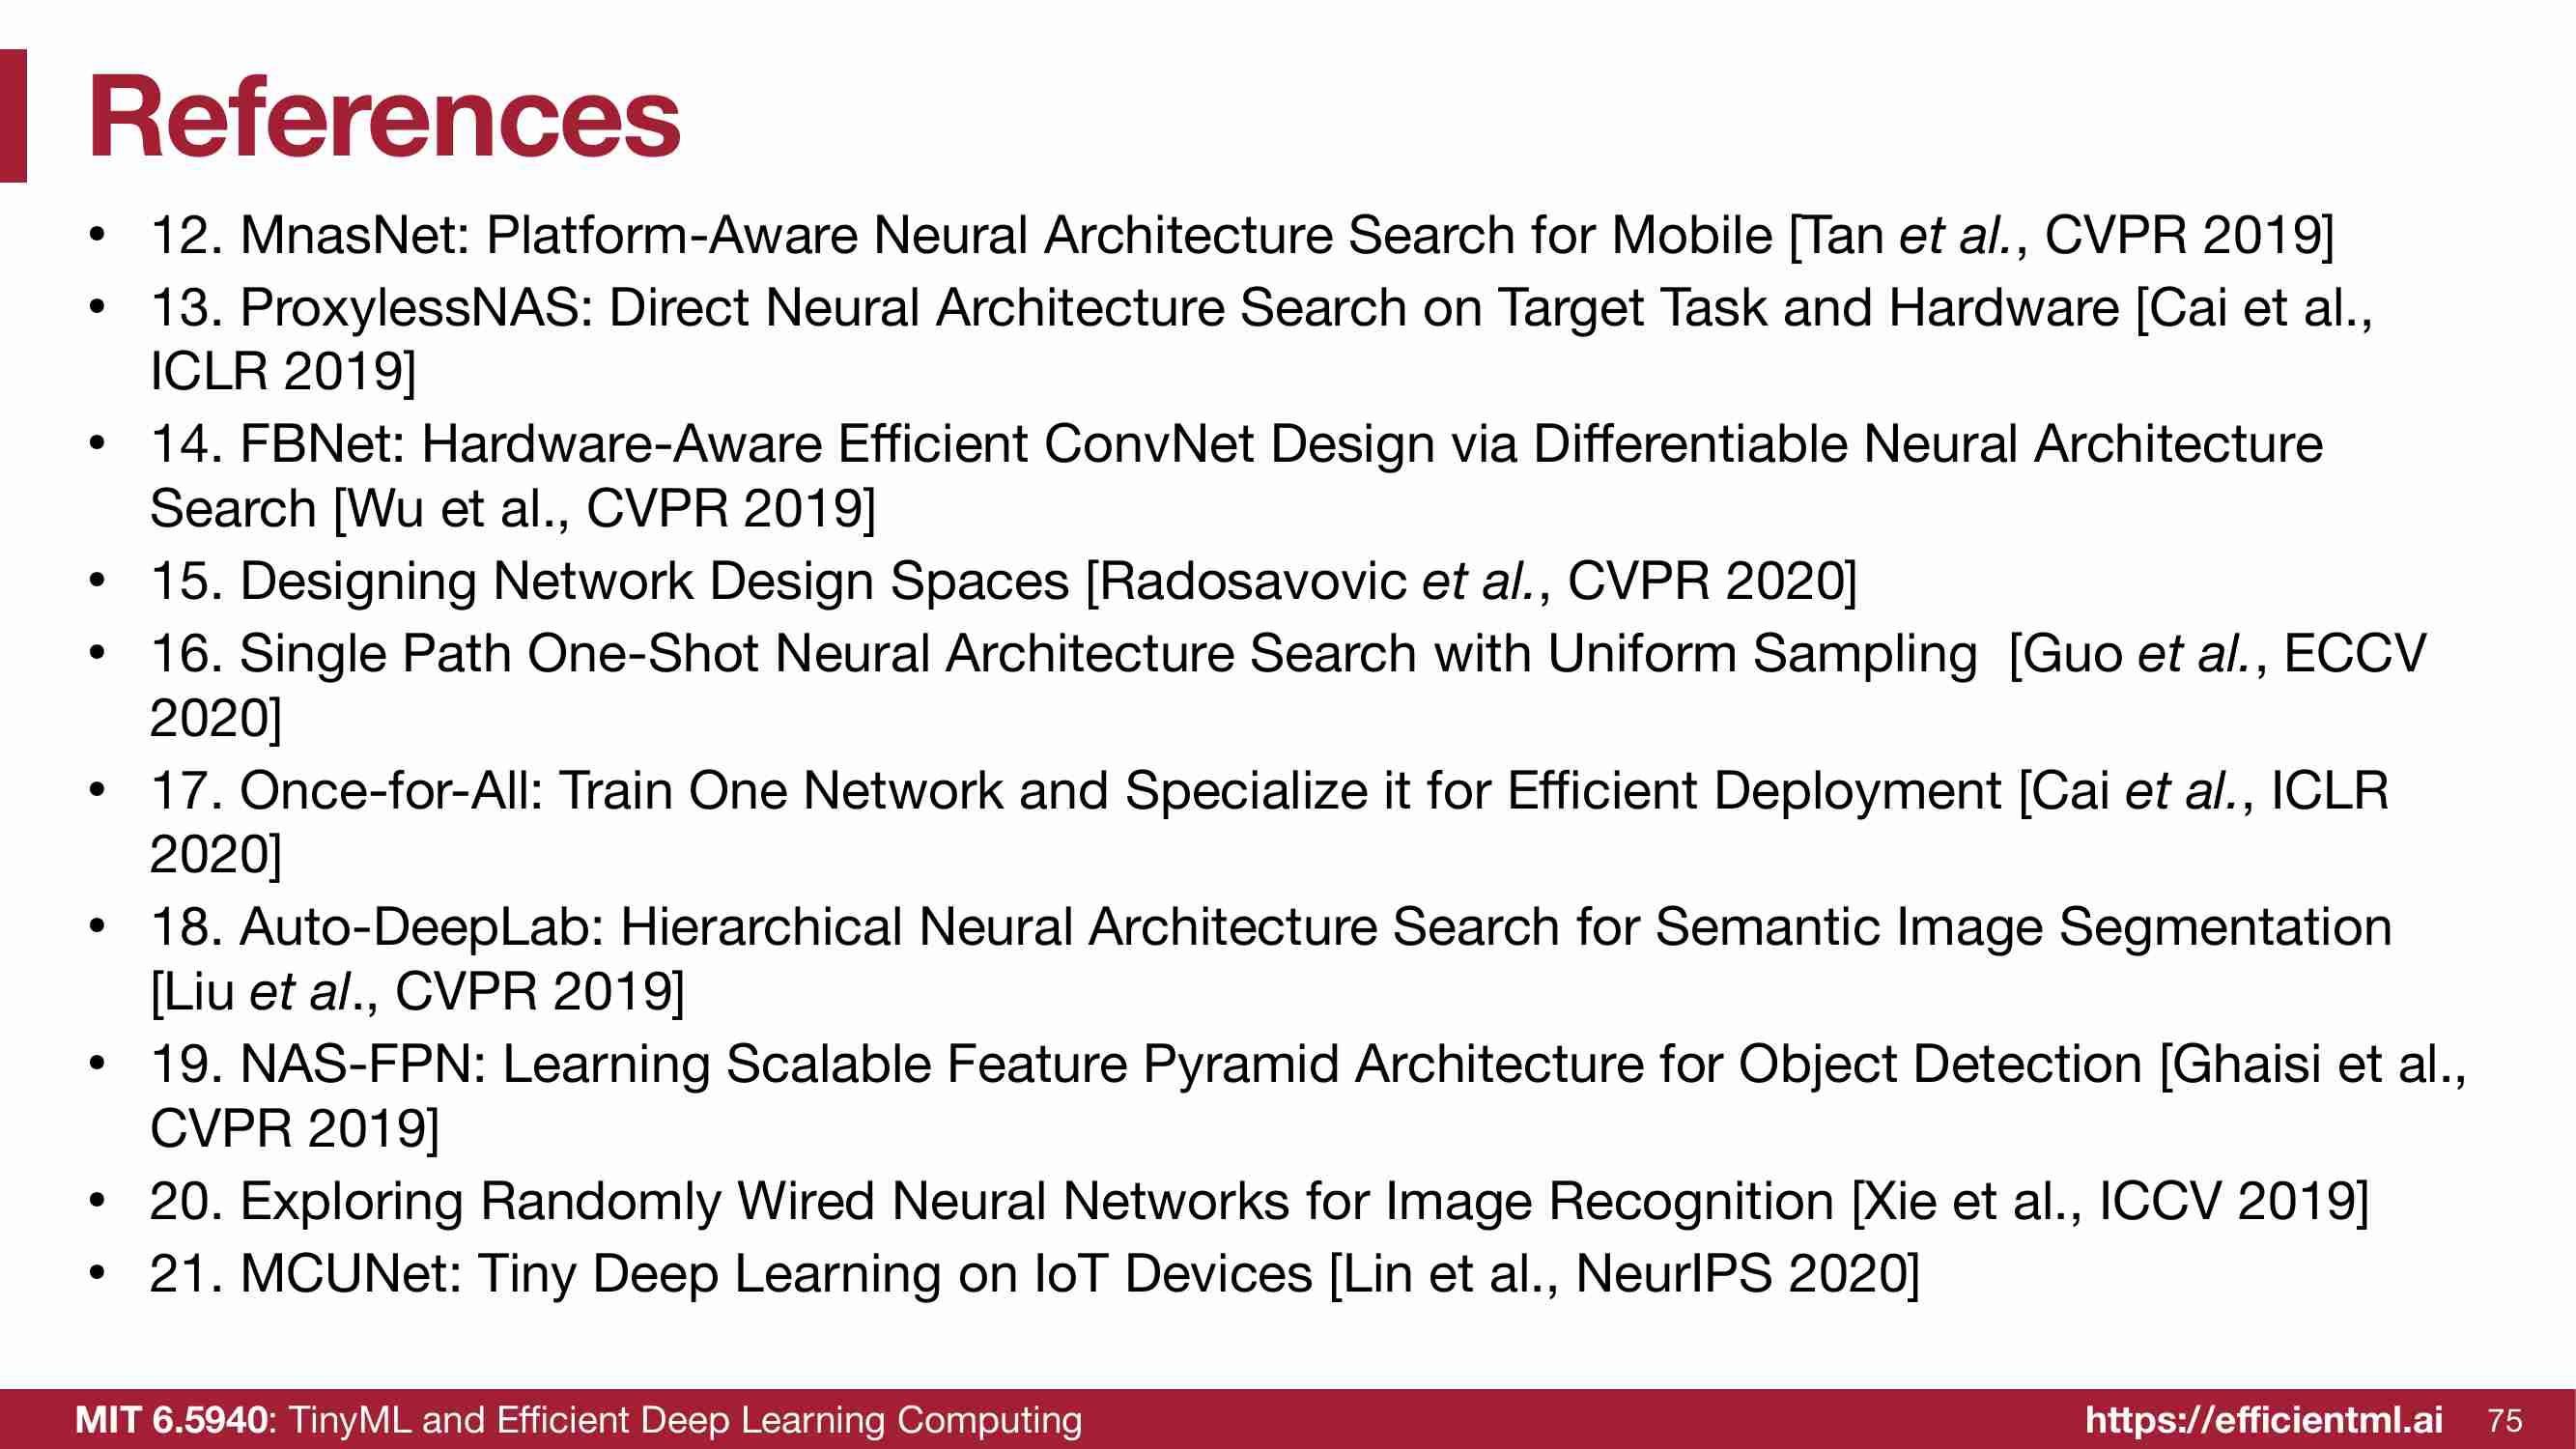 References
• 12. MnasNet: Platform-Aware Neural Architecture Search for Mobile [Tan et al., CVPR 2019]
• 13. ProxylessNAS: Direct Neural Architecture Search on Target Task and Hardware [Cai et al.,
ICLR 2019]
• 14. FBNet: Hardware-Aware Efficient ConvNet Design via Differentiable Neural Architecture
Search [Wu et al., CVPR 2019]
• 15. Designing Network Design Spaces [Radosavovic et al., CVPR 2020]
• 16. Single Path One-Shot Neural Architecture Search with Uniform Sampling  [Guo et al., ECCV
2020]
• 17. Once-for-All: Train One Network and Specialize it for Efficient Deployment [Cai et al., ICLR
2020]
• 18. Auto-DeepLab: Hierarchical Neural Architecture Search for Semantic Image Segmentation
[Liu et al., CVPR 2019]
• 19. NAS-FPN: Learning Scalable Feature Pyramid Architecture for Object Detection [Ghaisi et al.,
CVPR 2019]
• 20. Exploring Randomly Wired Neural Networks for Image Recognition [Xie et al., ICCV 2019]
• 21. MCUNet: Tiny Deep Learning on IoT Devices [Lin et al., NeurIPS 2020]
MIT 6.5940: TinyML and Efficient Deep Learning Computing
https://efficientml.ai 75